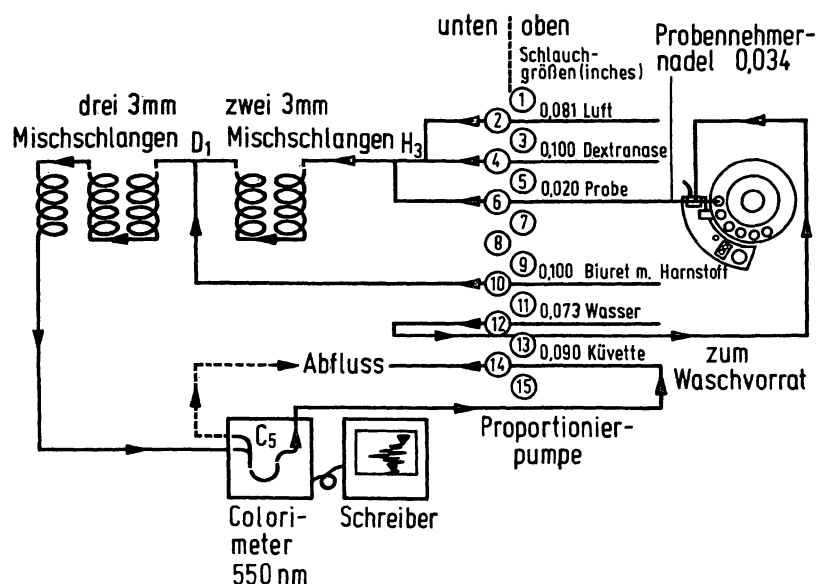 unten oben
Schlauch-
größen (inches)
Probennehmer-
nadel 0,034
drei 3mm
Mischschlangen
D1
zwei 3mm
Mischschlangen
H3
1
2
0,081 Luft
3
4
0,100 Dextranase
5
6
0,020 Probe
7
8
9
10
0,100 Biuret m. Harnstoff
11
12
0,073 Wasser
13
14
0,090 Küvette
15
zum
Waschvorrat
Abfluss
Proportionier-
pumpe
C5
Colori-
meter
550 nm
Schreiber